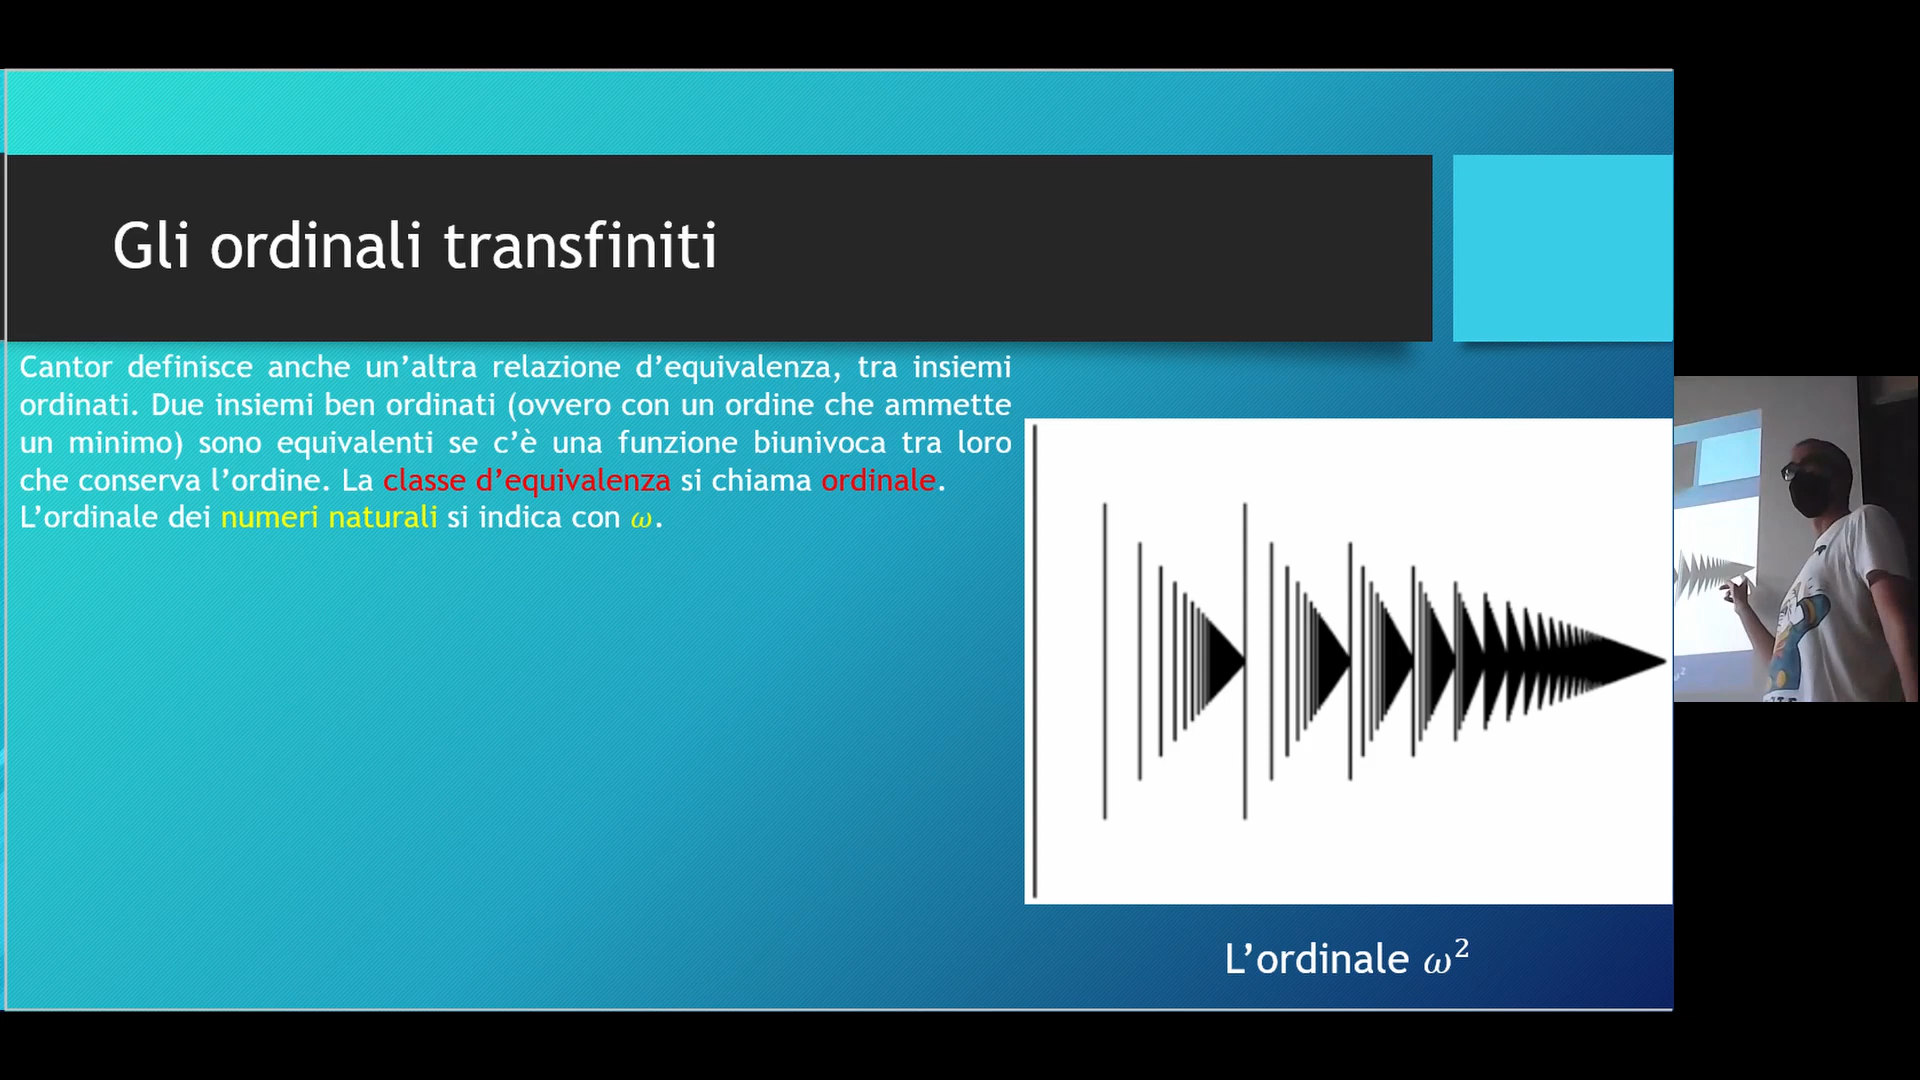 Gli ordinali transfiniti
Cantor definisce anche un’altra relazione d’equivalenza, tra insiemi
ordinati. Due insiemi ben ordinati (ovvero con un ordine che ammette
un minimo) sono equivalenti se c’è una funzione biunivoca tra loro
che conserva l’ordine. La classe d’equivalenza si chiama ordinale.
L’ordinale dei numeri naturali si indica con ω.
L’ordinale ω²